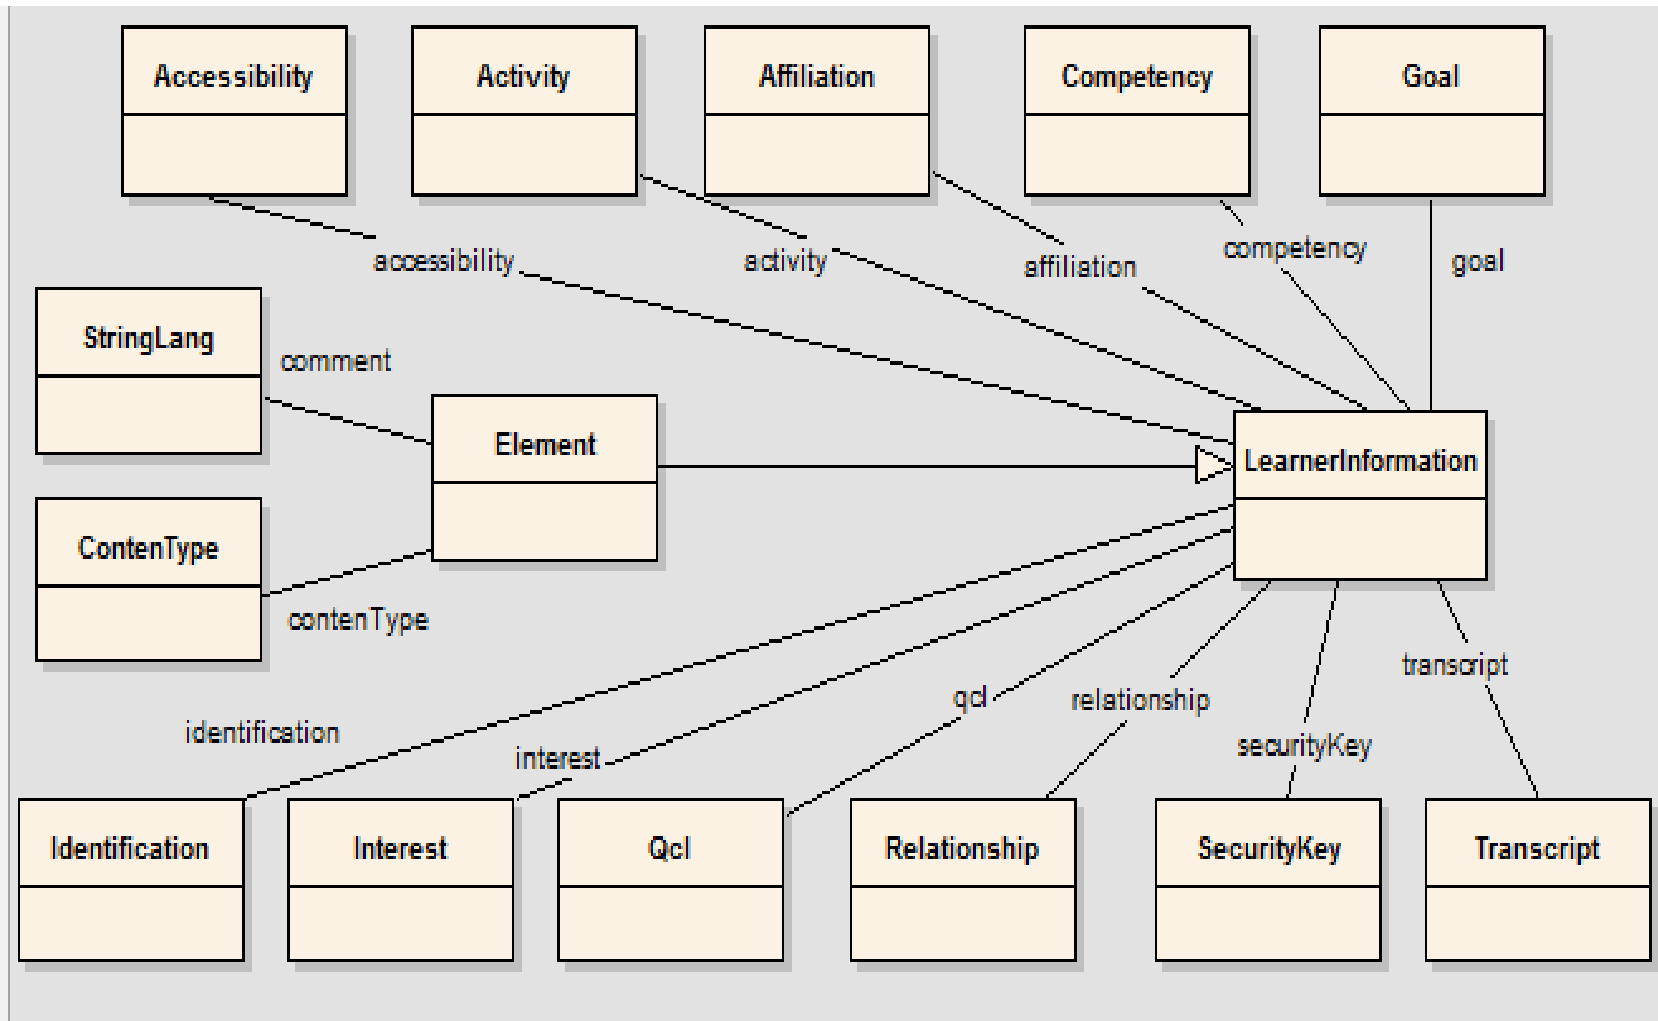 Accessibility
Activity
Affiliation
Competency
Goal
accessibility
activity
affiliation
competency
goal
StringLang
comment
Element
LearnerInformation
ContenType
contenType
identification
interest
qcl
relationship
securityKey
transcript
Identification
Interest
Qcl
Relationship
SecurityKey
Transcript